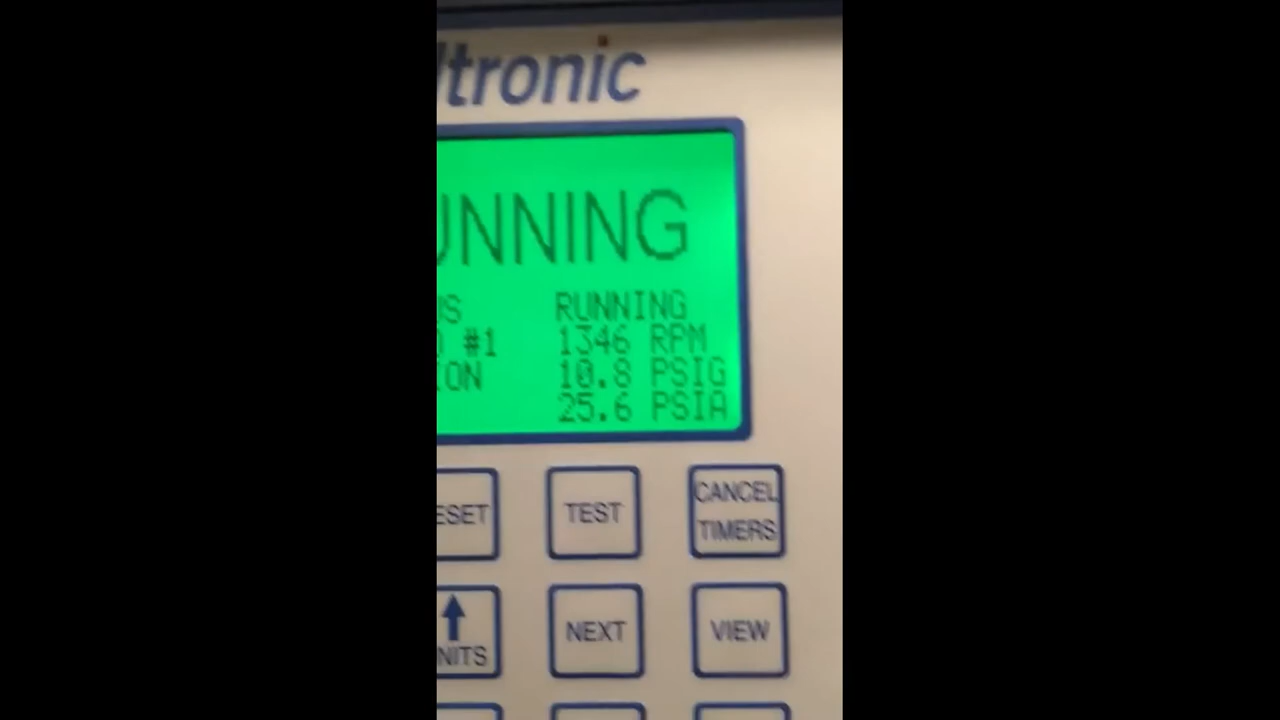 ltronic
UNNING
US RUNNING
#1 1346 RPM
ION 10.8 PSIG
25.6 PSIA
ESET TEST CANCEL TIMERS
NITS NEXT VIEW